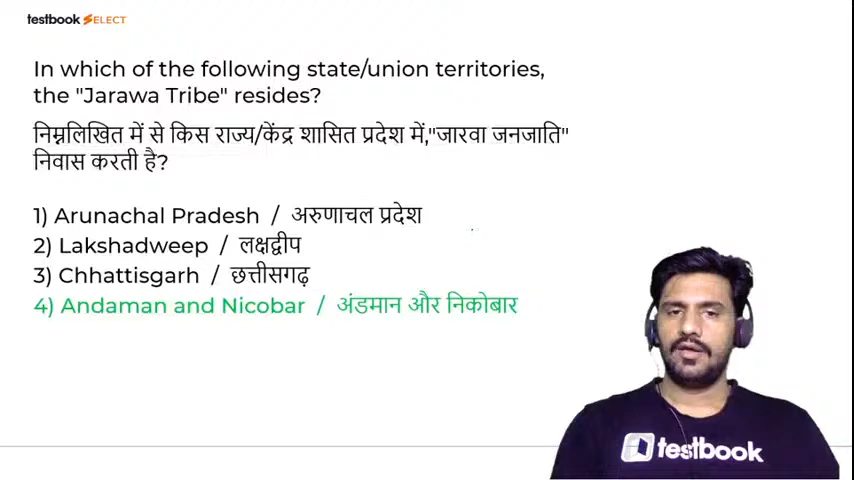 testbook SELECT
In which of the following state/union territories,
the "Jarawa Tribe" resides?
निम्नलिखित में से किस राज्य/केंद्र शासित प्रदेश में,"जारवा जनजाति"
निवास करती है?
1) Arunachal Pradesh / अरुणाचल प्रदेश
2) Lakshadweep / लक्षद्वीप
3) Chhattisgarh / छत्तीसगढ़
4) Andaman and Nicobar / अंडमान और निकोबार
testbook